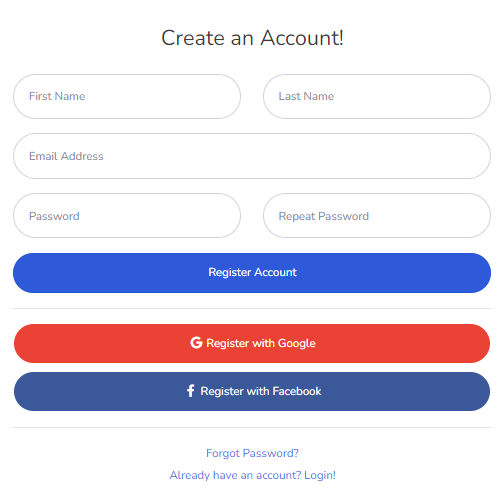 Create an Account!
First Name
Last Name
Email Address
Password
Repeat Password
Register Account
Register with Google
Register with Facebook
Forgot Password?
Already have an account? Login!